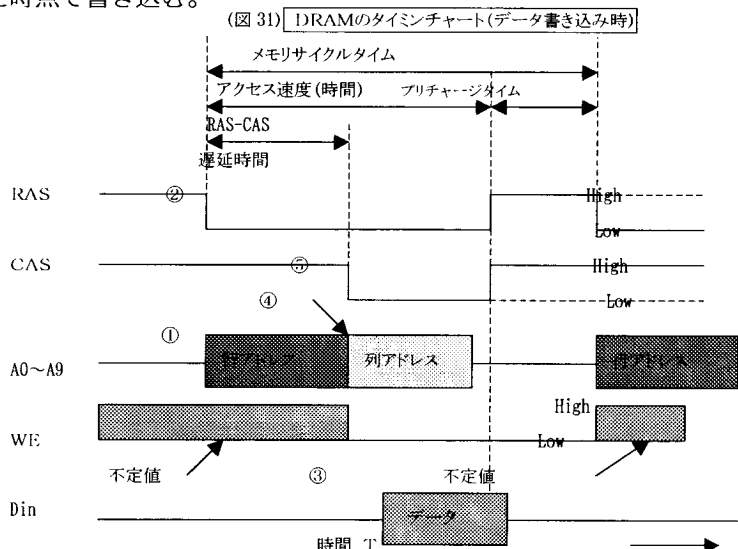 た時点で書き込む。
(図 31) DRAMのタイミンチャート(データ書き込み時)
メモリサイクルタイム
アクセス速度(時間) プリチャージタイム
RAS-CAS
遅延時間
RAS ② High
Low
CAS ⑤ High
④ Low
①
A0～A9 行アドレス 列アドレス 行アドレス
High
WE Low
不定値 ③ 不定値
Din データ
時間 T